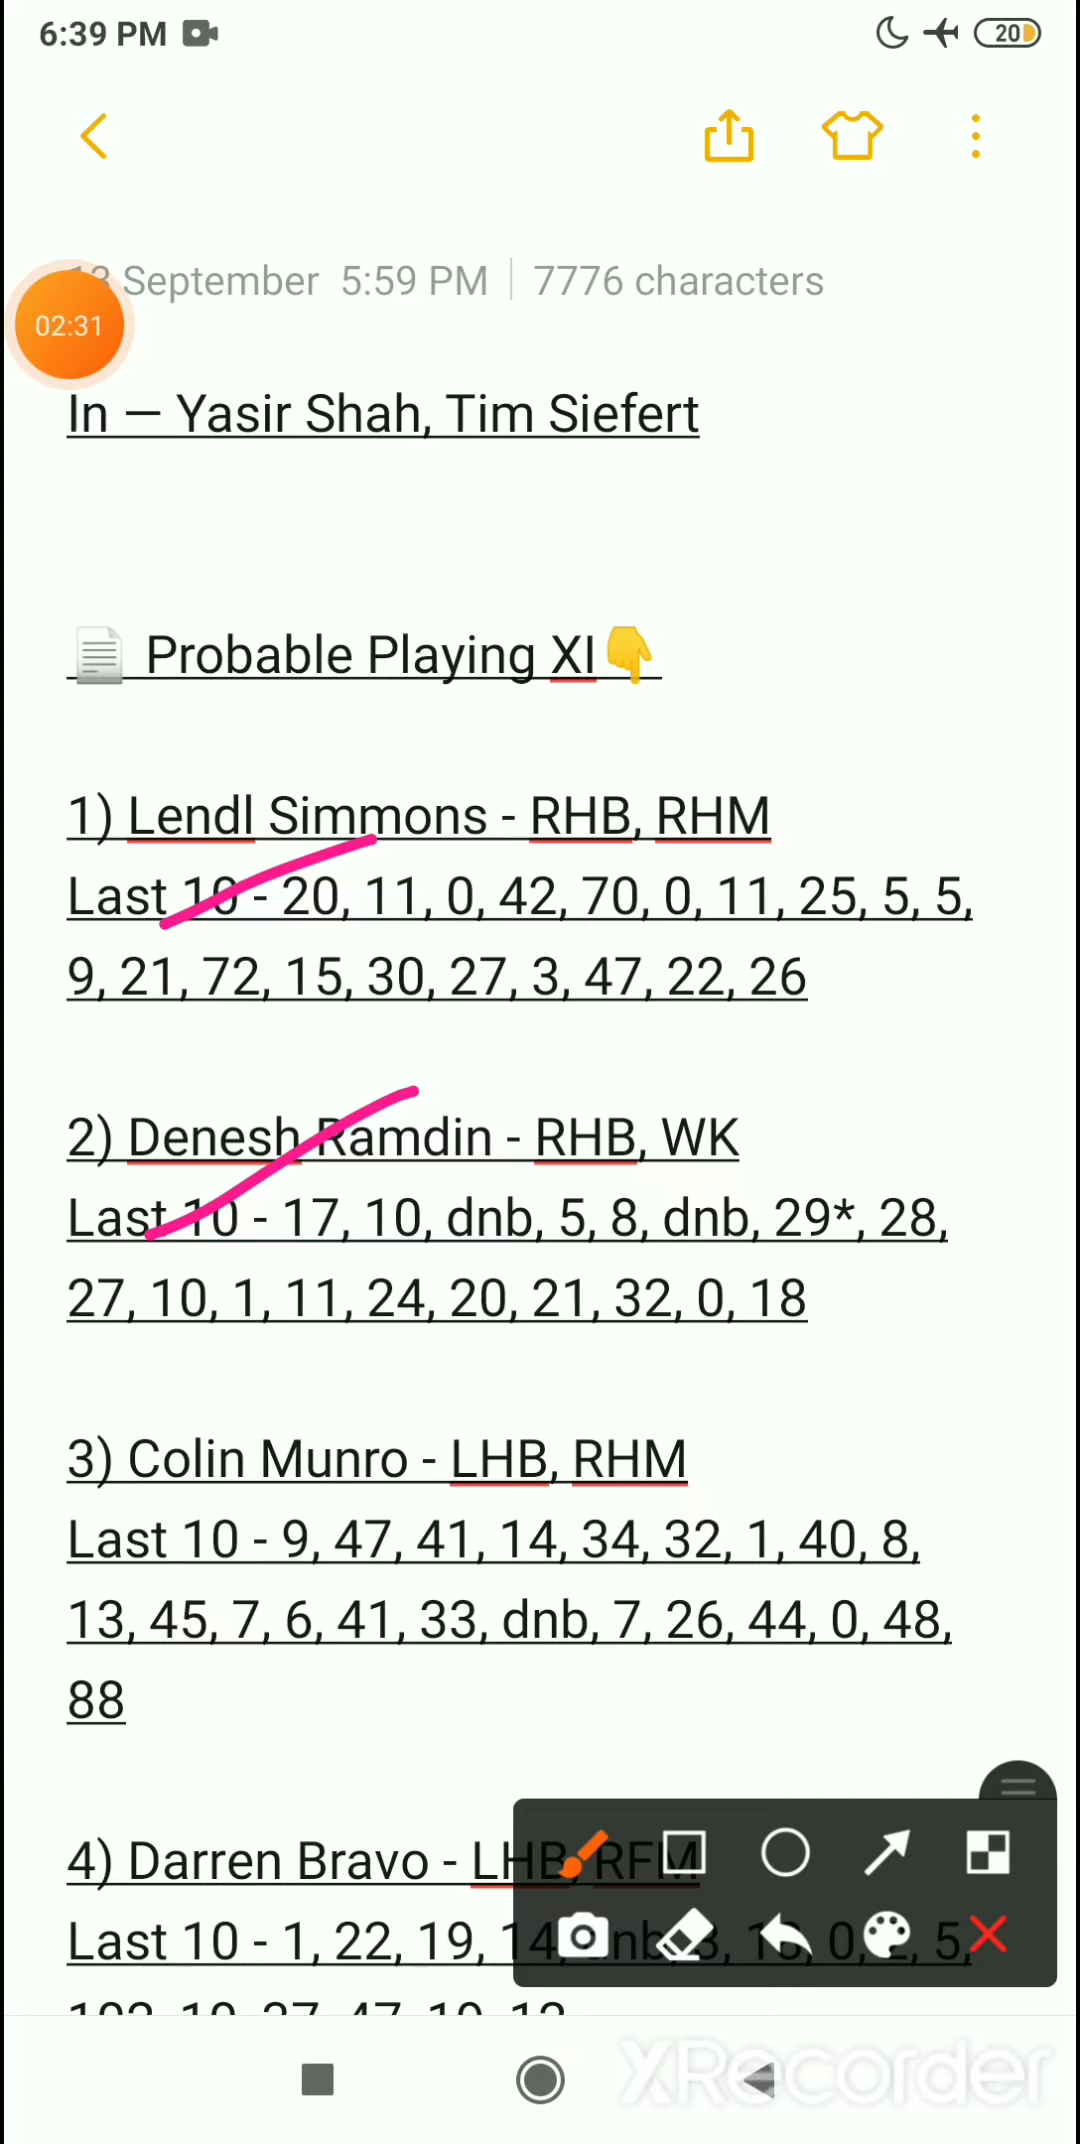 6:39 PM 20
September 5:59 PM | 7776 characters
02:31
In — Yasir Shah, Tim Siefert
Probable Playing XI
1) Lendl Simmons - RHB, RHM
Last 10 - 20, 11, 0, 42, 70, 0, 11, 25, 5, 5,
9, 21, 72, 15, 30, 27, 3, 47, 22, 26
2) Denesh Ramdin - RHB, WK
Last 10 - 17, 10, dnb, 5, 8, dnb, 29*, 28,
27, 10, 1, 11, 24, 20, 21, 32, 0, 18
3) Colin Munro - LHB, RHM
Last 10 - 9, 47, 41, 14, 34, 32, 1, 40, 8,
13, 45, 7, 6, 41, 33, dnb, 7, 26, 44, 0, 48,
88
4) Darren Bravo - LHB, RFM
Last 10 - 1, 22, 19, 14, 0, 5,
XRecorder